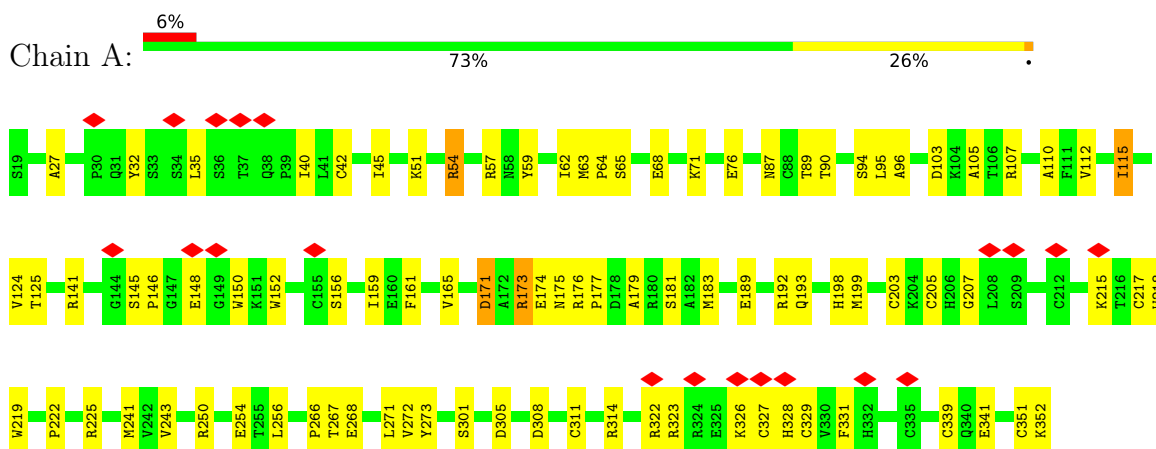 6%
Chain A:
73% 26% •
S19 A27 P30 Q31 Y32 S33 S34 L35 S36 T37 Q38 P39 I40 L41 C42 I45 K51 R54 R57 N58 Y59 I62 M63 P64 S65 E68 K71 E76 N87 C88 T89 T90 S94 L95 A96 D103 K104 A105 T106 R107 A110 F111 V112 I115
V124 T125 R141 G144 S145 P146 G147 E148 G149 W150 K151 W152 C155 S156 I159 E160 F161 V165 D171 A172 R173 E174 N175 R176 P177 D178 A179 R180 S181 A182 M183 E189 R192 Q193 H198 M199 C203 K204 C205 H206 G207 L208 S209 C212 K215 T216 C217
W219 P222 R225 M241 V242 V243 R250 E254 T255 L256 P266 T267 E268 L271 V272 Y273 S301 D305 D308 C311 R314 R322 R323 R324 E325 K326 C327 H328 C329 V330 F331 H332 C335 C339 Q340 E341 C351 K352